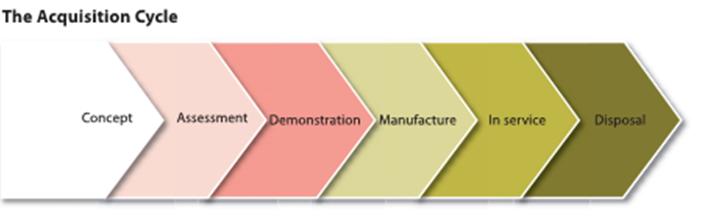 The Acquisition Cycle
Concept
Assessment
Demonstration
Manufacture
In service
Disposal